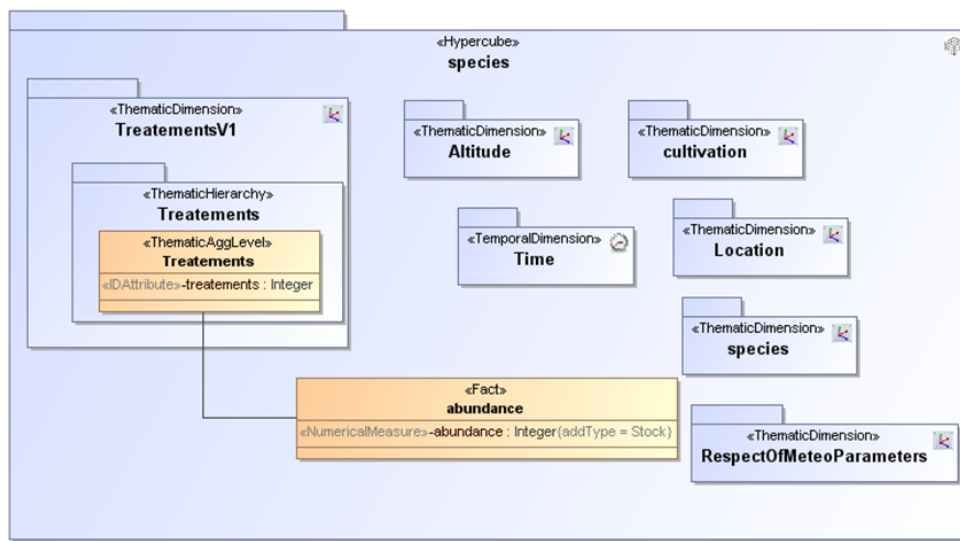 «Hypercube»
species
«ThematicDimension»
TreatementsV1
«ThematicHierarchy»
Treatements
«ThematicAggLevel»
Treatements
«IDAttribute»-treatements : Integer
«ThematicDimension»
Altitude
«ThematicDimension»
cultivation
«TemporalDimension»
Time
«ThematicDimension»
Location
«ThematicDimension»
species
«Fact»
abundance
«NumericalMeasure»-abundance : Integer{addType = Stock}
«ThematicDimension»
RespectOfMeteoParameters